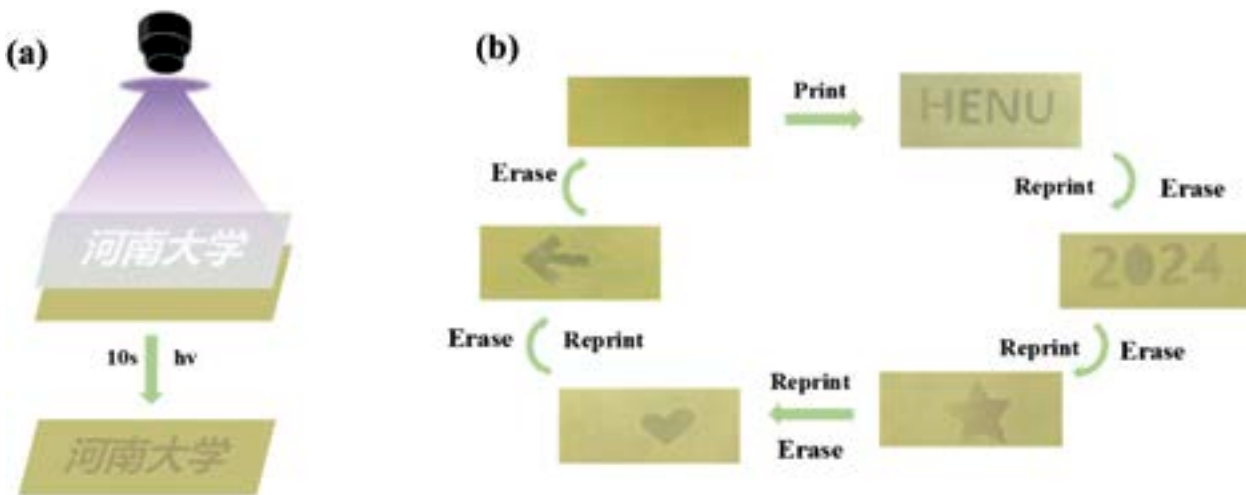 (a)
河南大学
10s hv
河南大学
(b)
Print
HENU
Reprint Erase
2024
Reprint Erase
Reprint
Erase
Erase Reprint
Erase